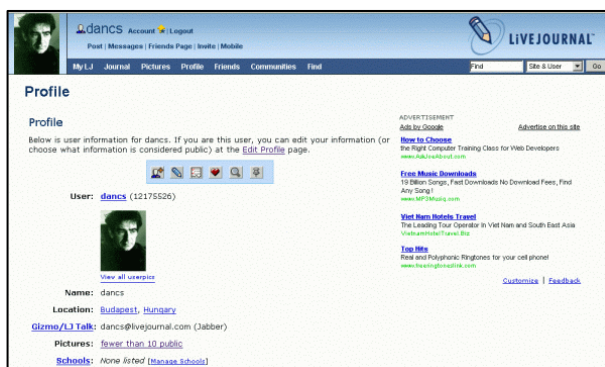 dancs Account | Logout
Post | Messages | Friends Page | Invite | Mobile
LiVEJOURNAL™
My LJ Journal Pictures Profile Friends Communities Find
Find Site & User Go
Profile
Profile
Below is user information for dancs. If you are this user, you can edit your information (or
choose what information is considered public) at the Edit Profile page.
User: dancs (12175526)
View all userpics
Name: dancs
Location: Budapest, Hungary
Gizmo/LJ Talk: dancs@livejournal.com (Jabber)
Pictures: fewer than 10 public
Schools: None listed [Manage Schools]
ADVERTISEMENT
Ads by Google Advertise on this site
How to Choose
the Right Computer Training Class for Web Developers
www.AskJoeAbout.com
Free Music Downloads
19 Billion Songs, Fast Downloads No Download Fees, Find
Any Song!
Viet Nam Hotels Travel
The Leading Tour Operator In Viet Nam and South East Asia
VietnamHotelTravel.Biz
Top Hits
Real and Polyphonic Ringtones for your cell phone!
Customize | Feedback